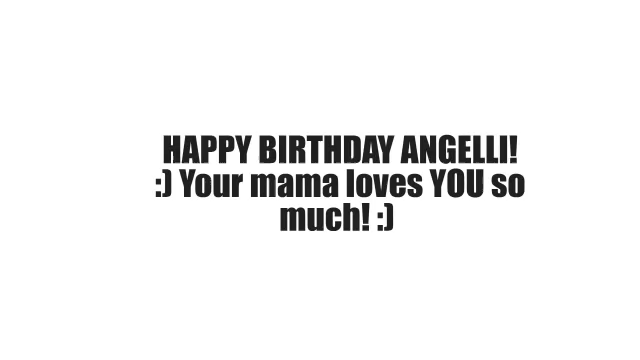 HAPPY BIRTHDAY ANGELLI!
:) Your mama loves YOU so
much! :)